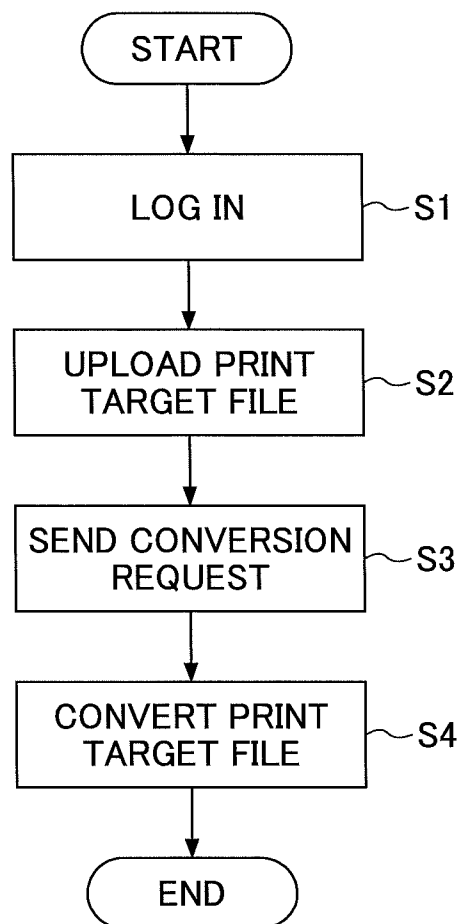 START
LOG IN
S1
UPLOAD PRINT
TARGET FILE
S2
SEND CONVERSION
REQUEST
S3
CONVERT PRINT
TARGET FILE
S4
END